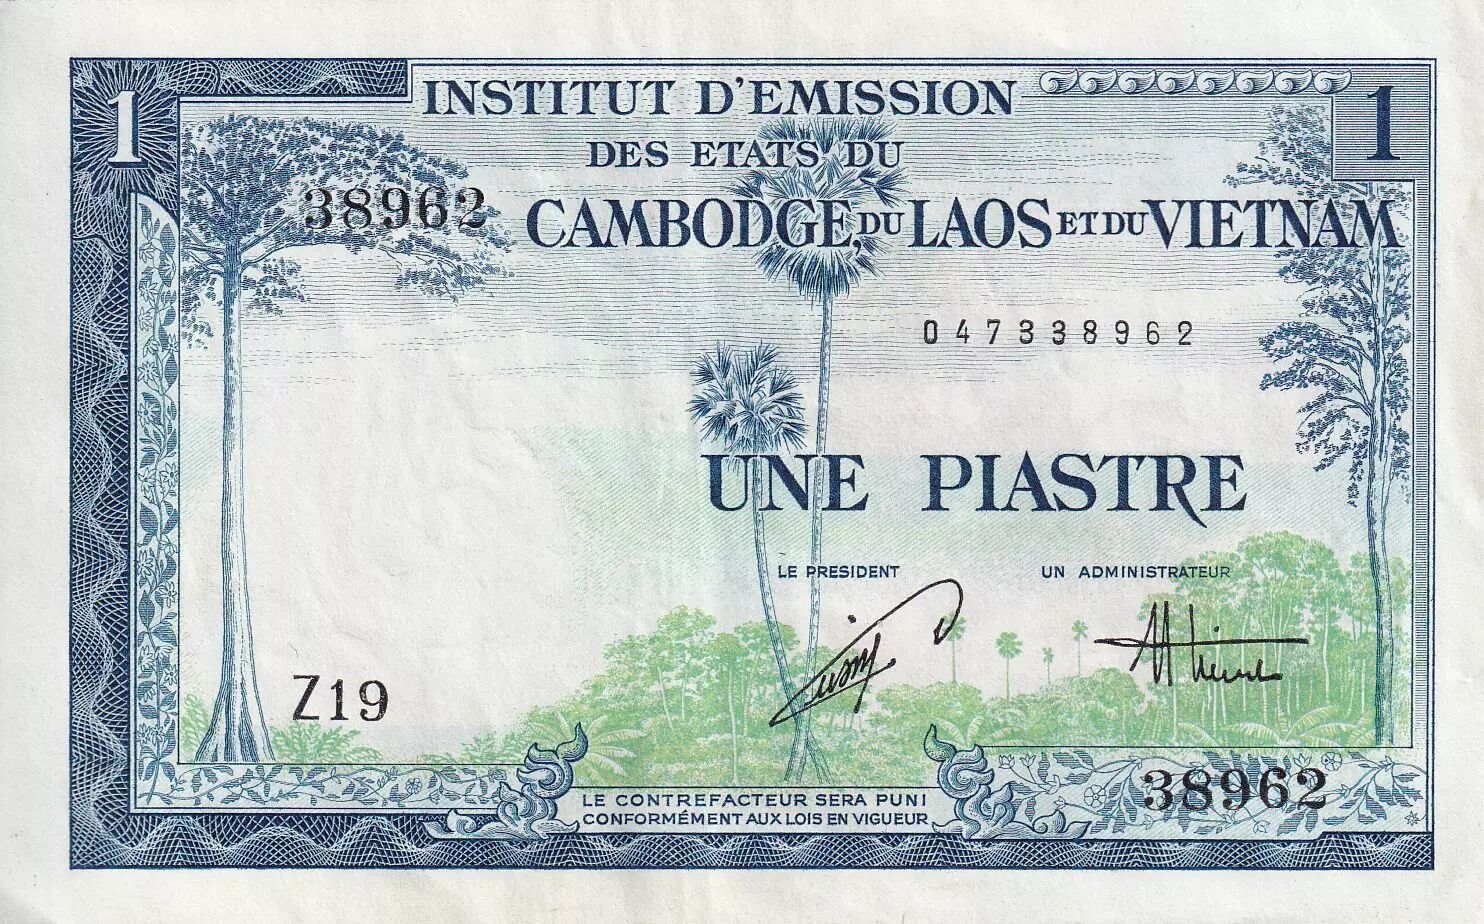 1
INSTITUT D'EMISSION
1
DES ETATS DU
38962
CAMBODGE, DU LAOS ET DU VIETNAM
047338962
UNE PIASTRE
LE PRESIDENT
UN ADMINISTRATEUR
Z19
38962
LE CONTREFACTEUR SERA PUNI
CONFORMÉMENT AUX LOIS EN VIGUEUR